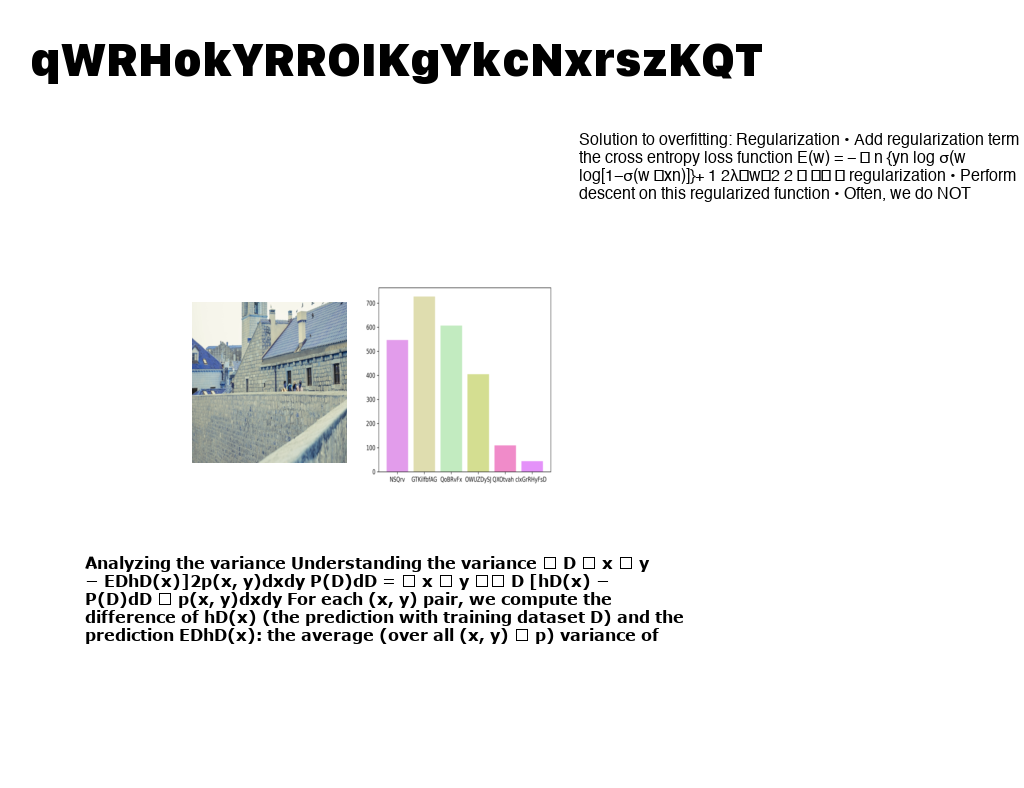 qWRHokYRROIKgYkcNxrszKQT
Solution to overfitting: Regularization • Add regularization term
the cross entropy loss function E(w) = – □ n {yn log σ(w
log[1–σ(w □xn)]}+ 1 2λ□w□2 2 □ □□ □ regularization • Perform
descent on this regularized function • Often, we do NOT
700
600
500
400
300
200
100
0
NSQrv GTKiIfbfAG QoBRvFx OWUZDySJ QXOtvah clxGrRHyFsD
Analyzing the variance Understanding the variance □ D □ x □ y
− EDhD(x)]2p(x, y)dxdy P(D)dD = □ x □ y □□ D [hD(x) −
P(D)dD □ p(x, y)dxdy For each (x, y) pair, we compute the
difference of hD(x) (the prediction with training dataset D) and the
prediction EDhD(x): the average (over all (x, y) □ p) variance of